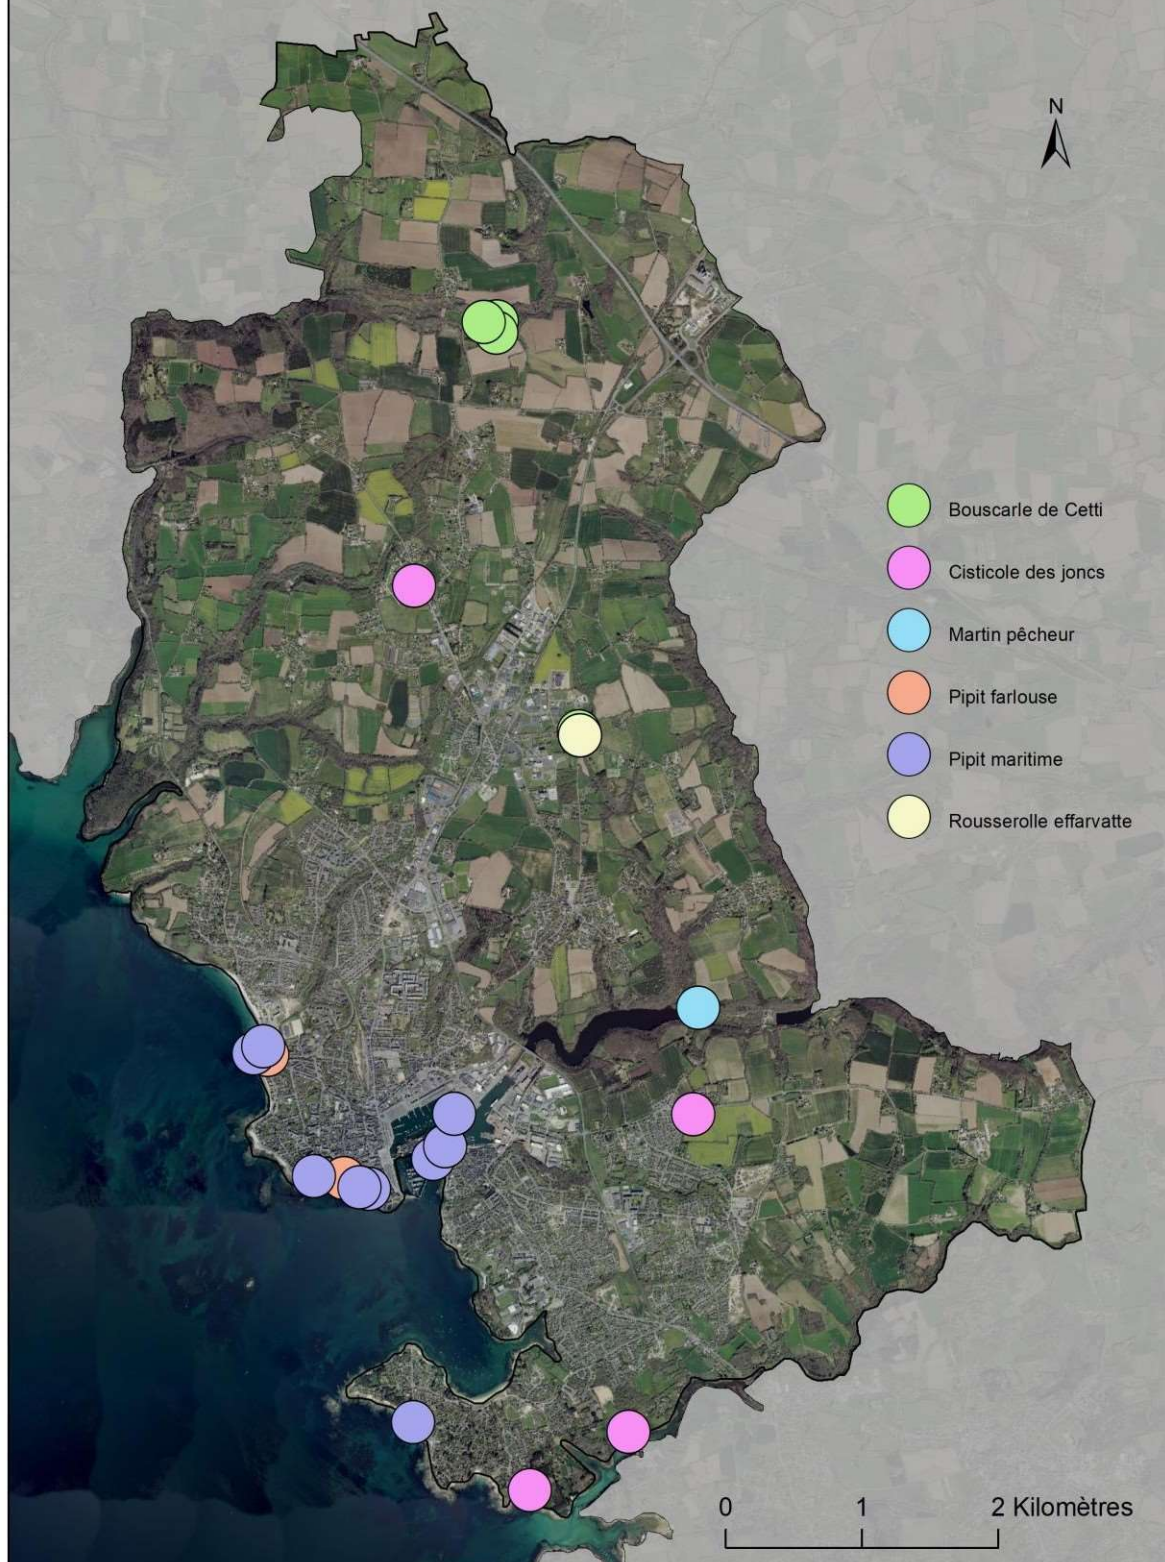 N
Bouscarle de Cetti
Cisticole des joncs
Martin pêcheur
Pipit farlouse
Pipit maritime
Rousserolle effarvatte
0 1 2 Kilomètres